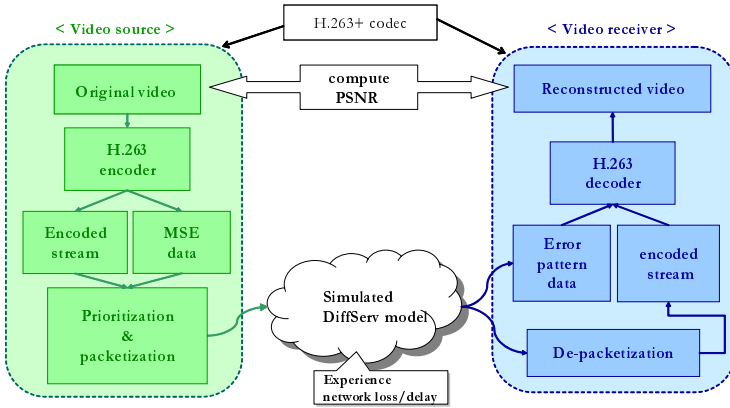 H.263+ codec
< Video source >
< Video receiver >
Original video
compute
PSNR
Reconstructed video
H.263
encoder
H.263
decoder
Encoded
stream
MSE
data
Error
pattern
data
encoded
stream
Prioritization
&
packetization
Simulated
DiffServ model
De-packetization
Experience
network loss/delay